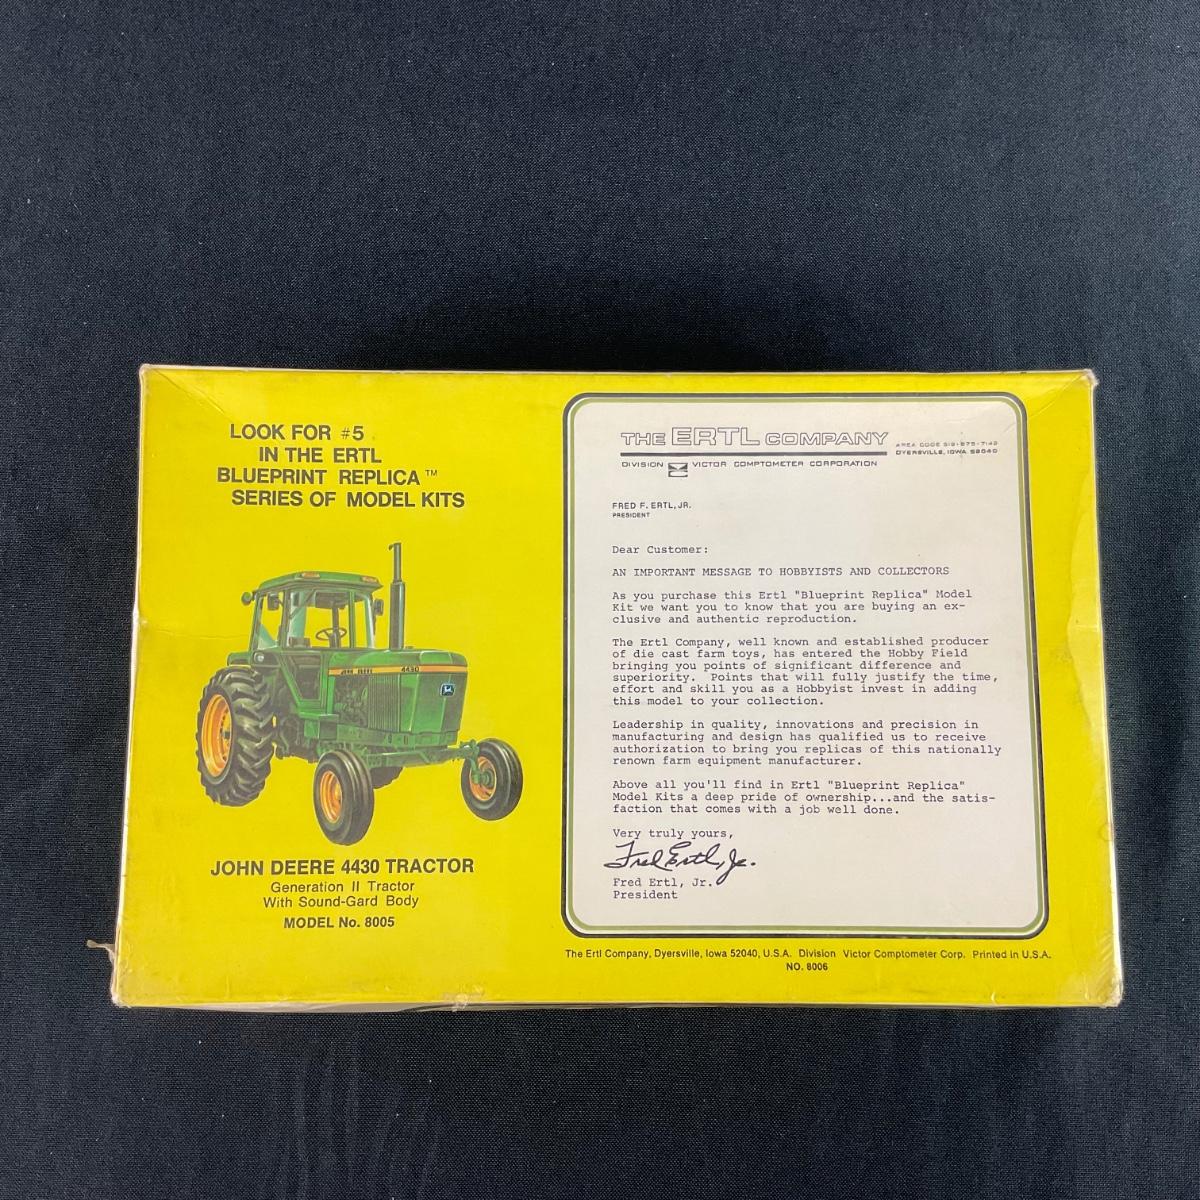 LOOK FOR #5
IN THE ERTL
BLUEPRINT REPLICA™
SERIES OF MODEL KITS
JOHN DEERE
4430
JOHN DEERE 4430 TRACTOR
Generation II Tractor
With Sound-Gard Body
MODEL No. 8005
THE ERTL COMPANY
AREA CODE 319-875-7142
DYERSVILLE, IOWA 52040
DIVISION VICTOR COMPTOMETER CORPORATION
FRED F. ERTL, JR.
PRESIDENT
Dear Customer:
AN IMPORTANT MESSAGE TO HOBBYISTS AND COLLECTORS
As you purchase this Ertl "Blueprint Replica" Model
Kit we want you to know that you are buying an ex-
clusive and authentic reproduction.
The Ertl Company, well known and established producer
of die cast farm toys, has entered the Hobby Field
bringing you points of significant difference and
superiority. Points that will fully justify the time,
effort and skill you as a Hobbyist invest in adding
this model to your collection.
Leadership in quality, innovations and precision in
manufacturing and design has qualified us to receive
authorization to bring you replicas of this nationally
renown farm equipment manufacturer.
Above all you'll find in Ertl "Blueprint Replica"
Model Kits a deep pride of ownership...and the satis-
faction that comes with a job well done.
Very truly yours,
Fred Ertl, Jr.
Fred Ertl, Jr.
President
The Ertl Company, Dyersville, Iowa 52040, U.S.A. Division Victor Comptometer Corp. Printed in U.S.A.
NO. 8006